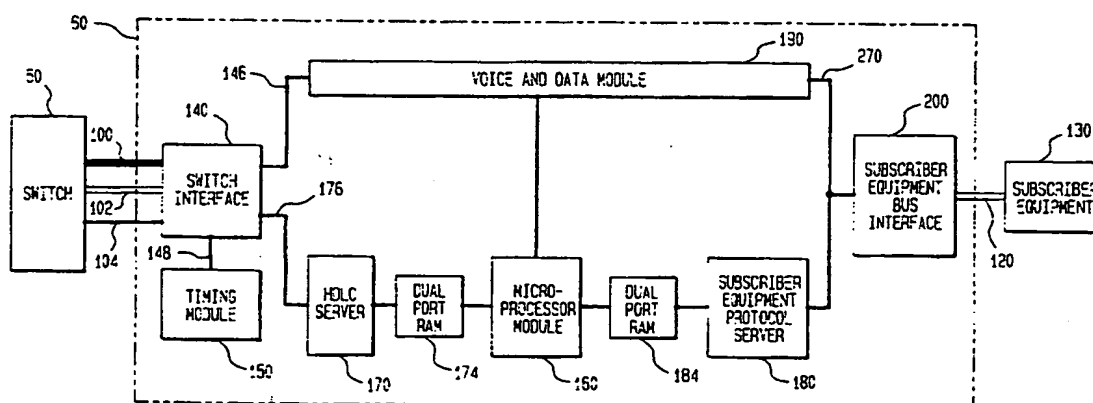 60
190
VOICE AND DATA MODULE
270
146
50
140
200
130
100
SWITCH
SWITCH
INTERFACE
176
SUBSCRIBER
EQUIPMENT
BUS
INTERFACE
SUBSCRIBER
EQUIPMENT
102
104
148
120
TIMING
MODULE
HDLC
SERVER
DUAL
PORT
RAM
MICRO-
PROCESSOR
MODULE
DUAL
PORT
RAM
SUBSCRIBER
EQUIPMENT
PROTOCOL
SERVER
150
170
174
160
184
180